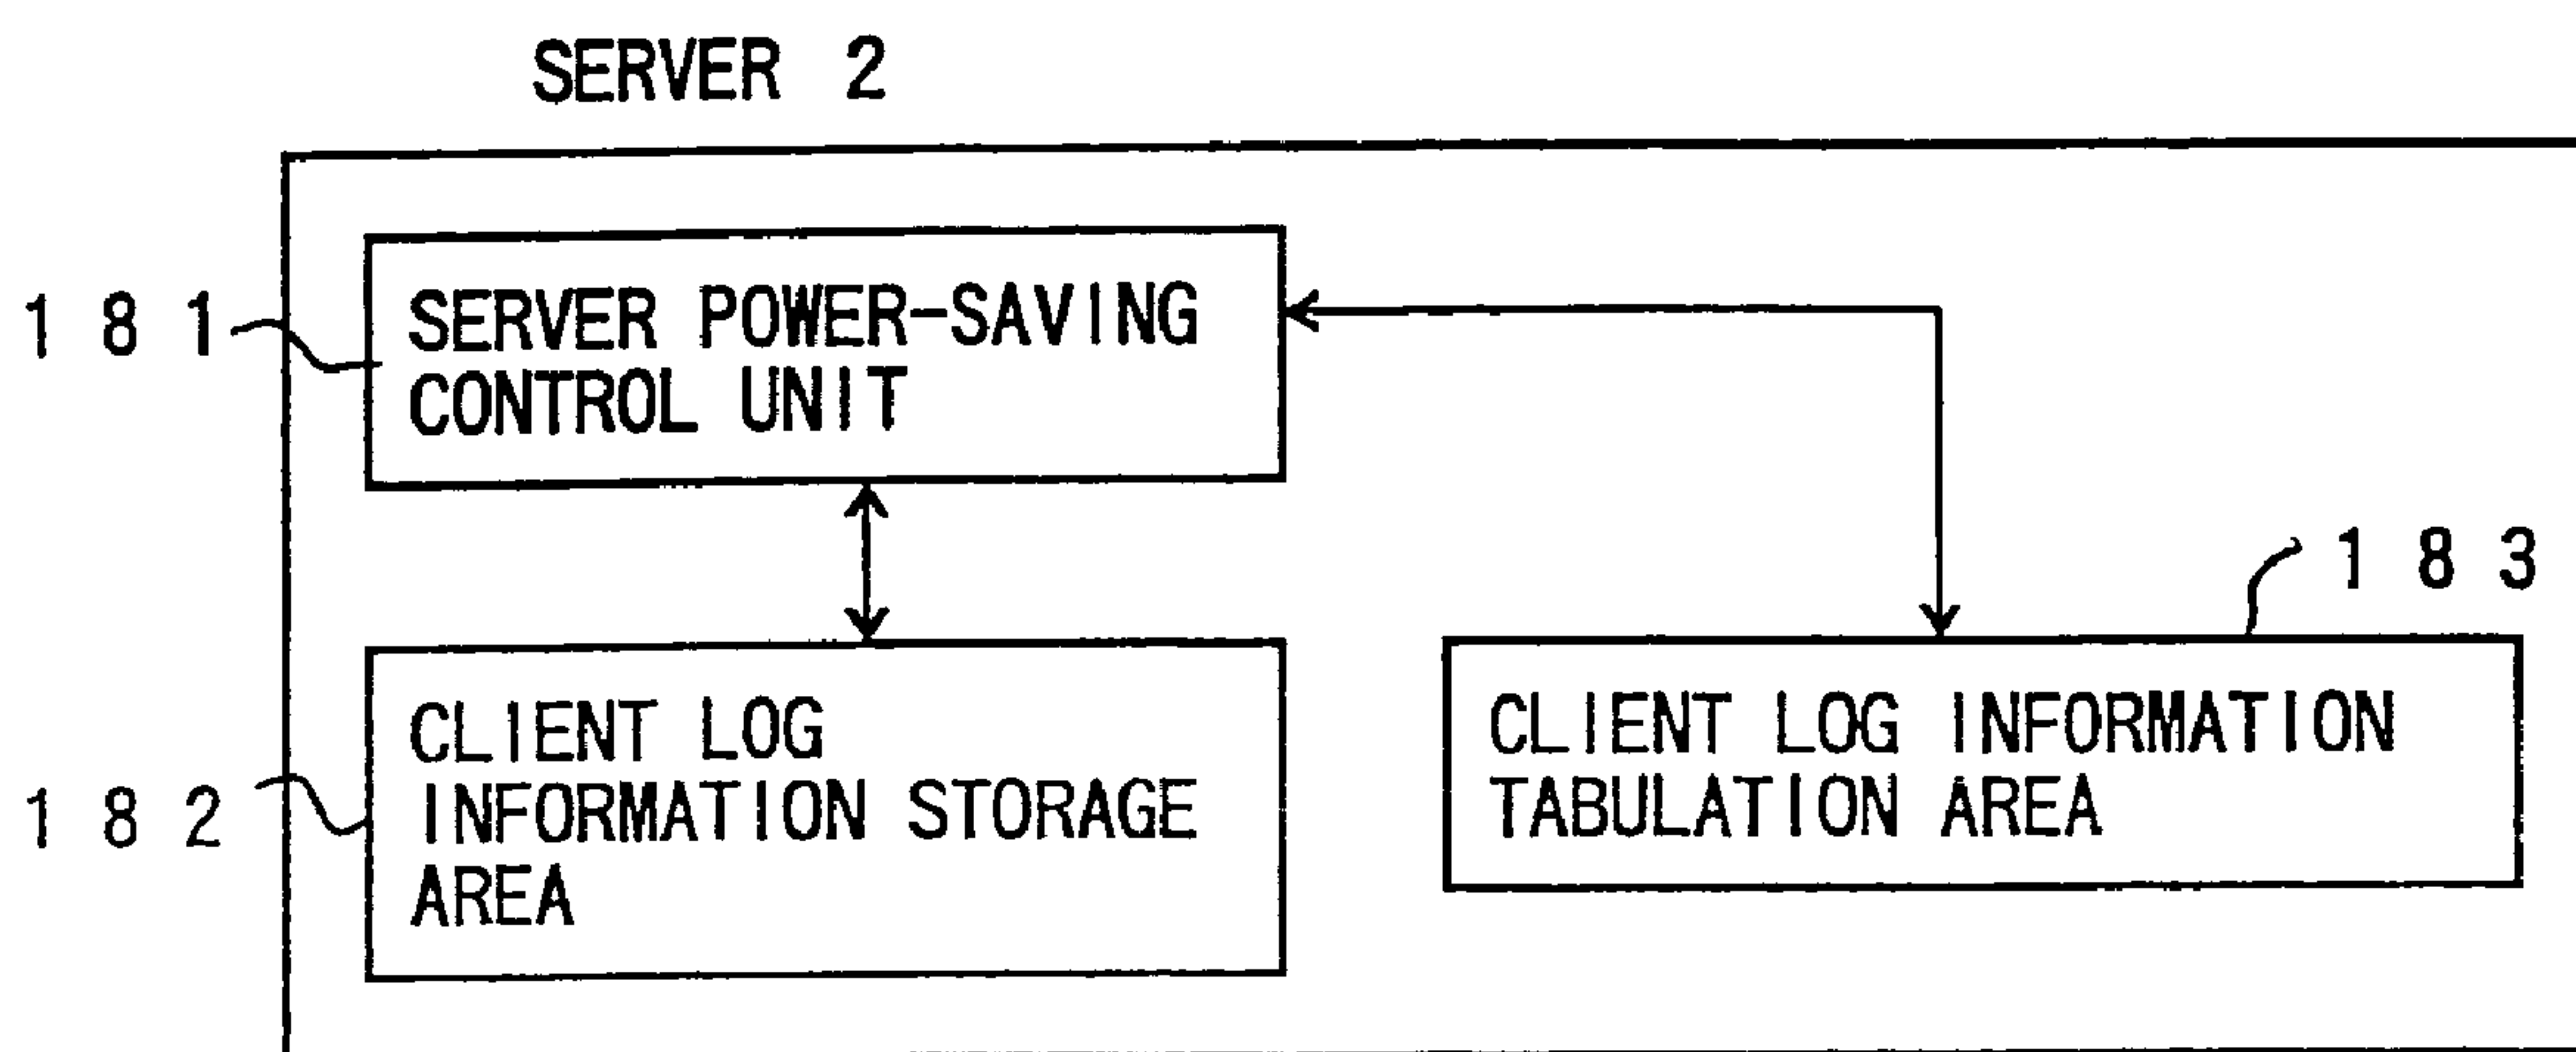 SERVER 2
181
SERVER POWER-SAVING
CONTROL UNIT
183
182
CLIENT LOG
INFORMATION STORAGE
AREA
CLIENT LOG INFORMATION
TABULATION AREA